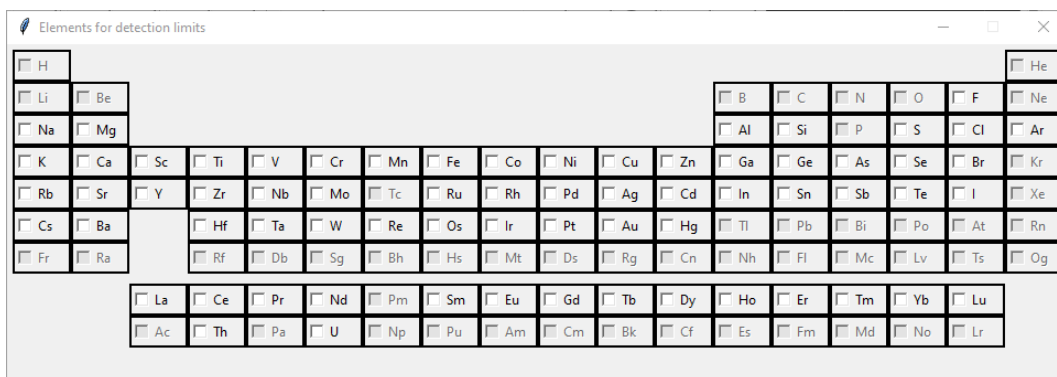 Elements for detection limits
H He
Li Be B C N O F Ne
Na Mg Al Si P S Cl Ar
K Ca Sc Ti V Cr Mn Fe Co Ni Cu Zn Ga Ge As Se Br Kr
Rb Sr Y Zr Nb Mo Tc Ru Rh Pd Ag Cd In Sn Sb Te I Xe
Cs Ba Hf Ta W Re Os Ir Pt Au Hg Tl Pb Bi Po At Rn
Fr Ra Rf Db Sg Bh Hs Mt Ds Rg Cn Nh Fl Mc Lv Ts Og
La Ce Pr Nd Pm Sm Eu Gd Tb Dy Ho Er Tm Yb Lu
Ac Th Pa U Np Pu Am Cm Bk Cf Es Fm Md No Lr